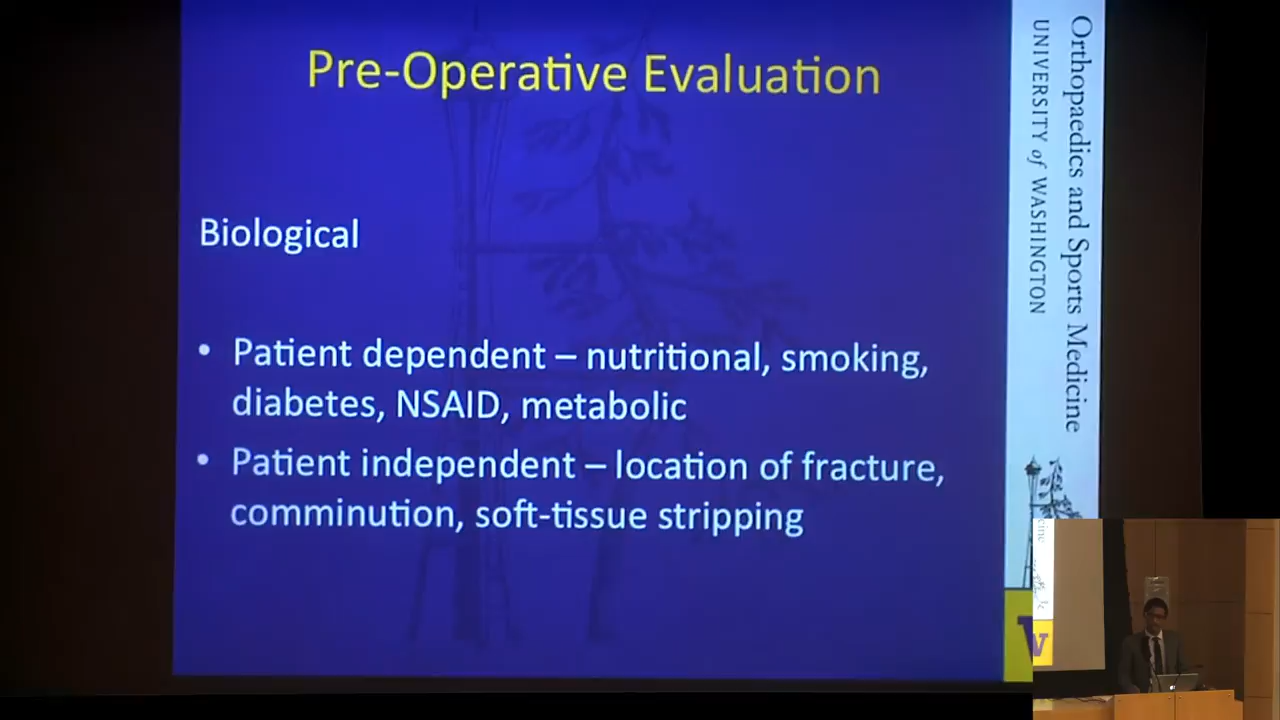 Pre-Operative Evaluation
Biological
• Patient dependent – nutritional, smoking,
diabetes, NSAID, metabolic
• Patient independent – location of fracture,
comminution, soft-tissue stripping
Orthopaedics and Sports Medicine
UNIVERSITY of WASHINGTON
W